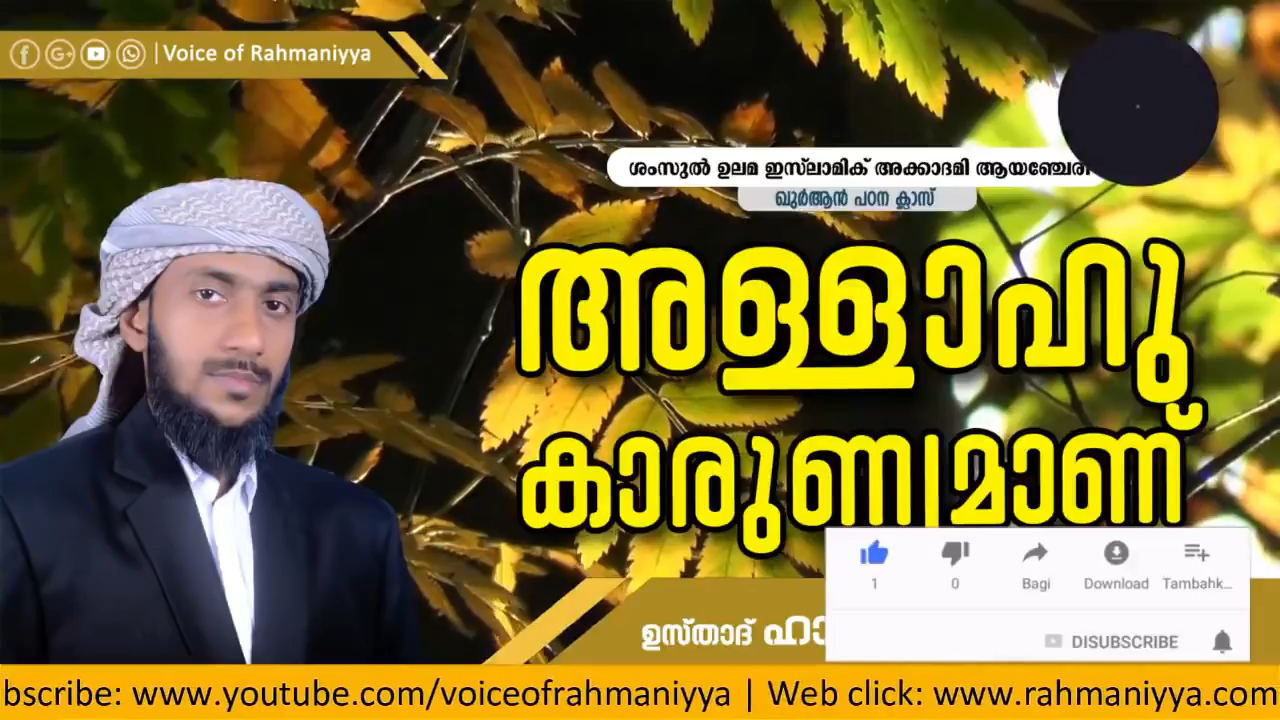 |Voice of Rahmaniyya
ശംസുൽ ഉലമ ഇസ്‌ലാമിക് അക്കാദമി ആയഞ്ചേരി
ഖുർആൻ പഠന ക്ലാസ്
അള്ളാഹു
കാരുണ്യമാണ്
1 0 Bagi Download Tambahk...
DISUBSCRIBE
ഉസ്താദ്
bscribe: www.youtube.com/voiceofrahmaniyya | Web click: www.rahmaniyya.com